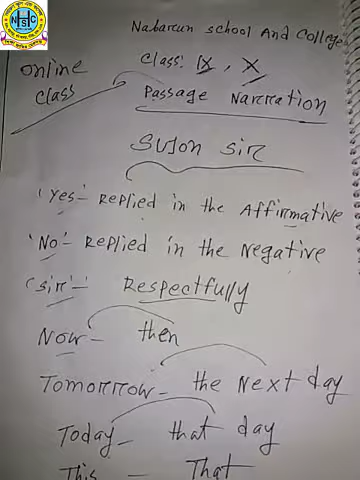 NSC
Nabarun school And College
online class
Class: IX, X
Passage Narration
Sujon sir
'Yes'- Replied in the Affirmative
'No'- Replied in the Negative
'sir'- Respectfully
Now- then
Tomorrow- the Next day
Today- that day
This - That